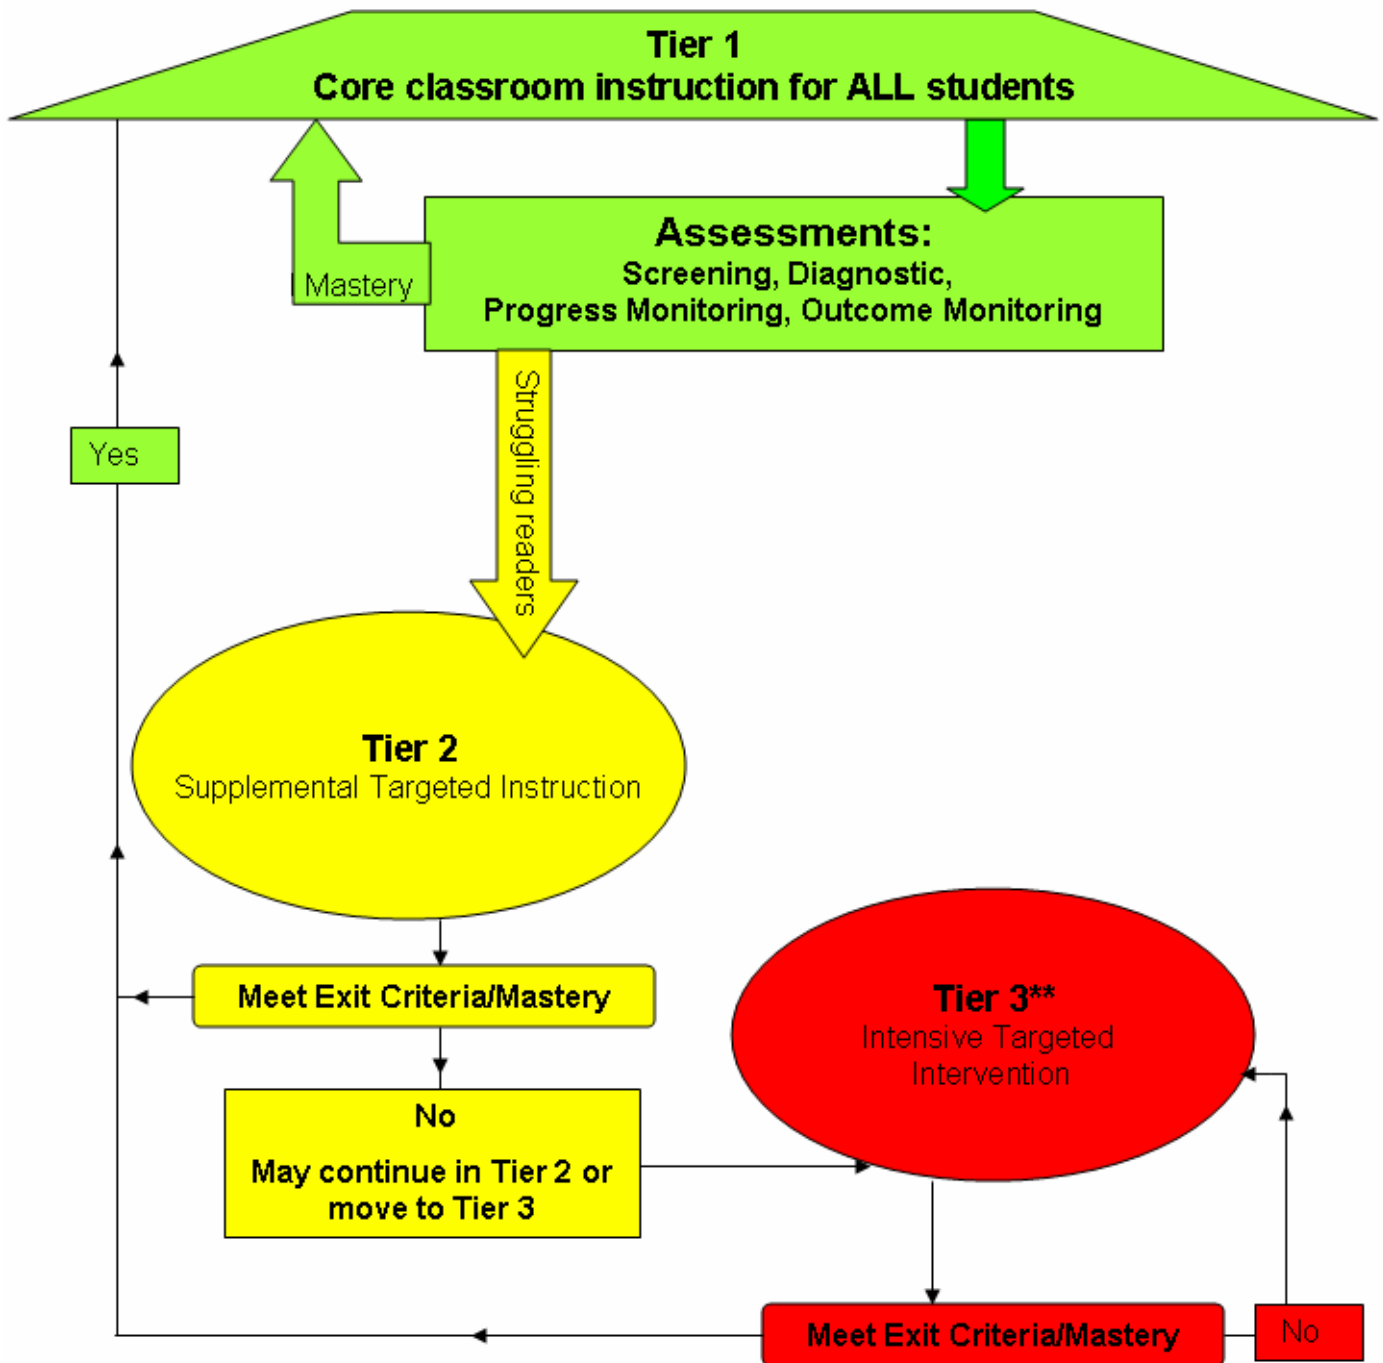 Tier 1
Core classroom instruction for ALL students
Assessments:
Screening, Diagnostic,
Progress Monitoring, Outcome Monitoring
Mastery
Struggling readers
Yes
Tier 2
Supplemental Targeted Instruction
Meet Exit Criteria/Mastery
No
May continue in Tier 2 or
move to Tier 3
Tier 3**
Intensive Targeted
Intervention
Meet Exit Criteria/Mastery
No